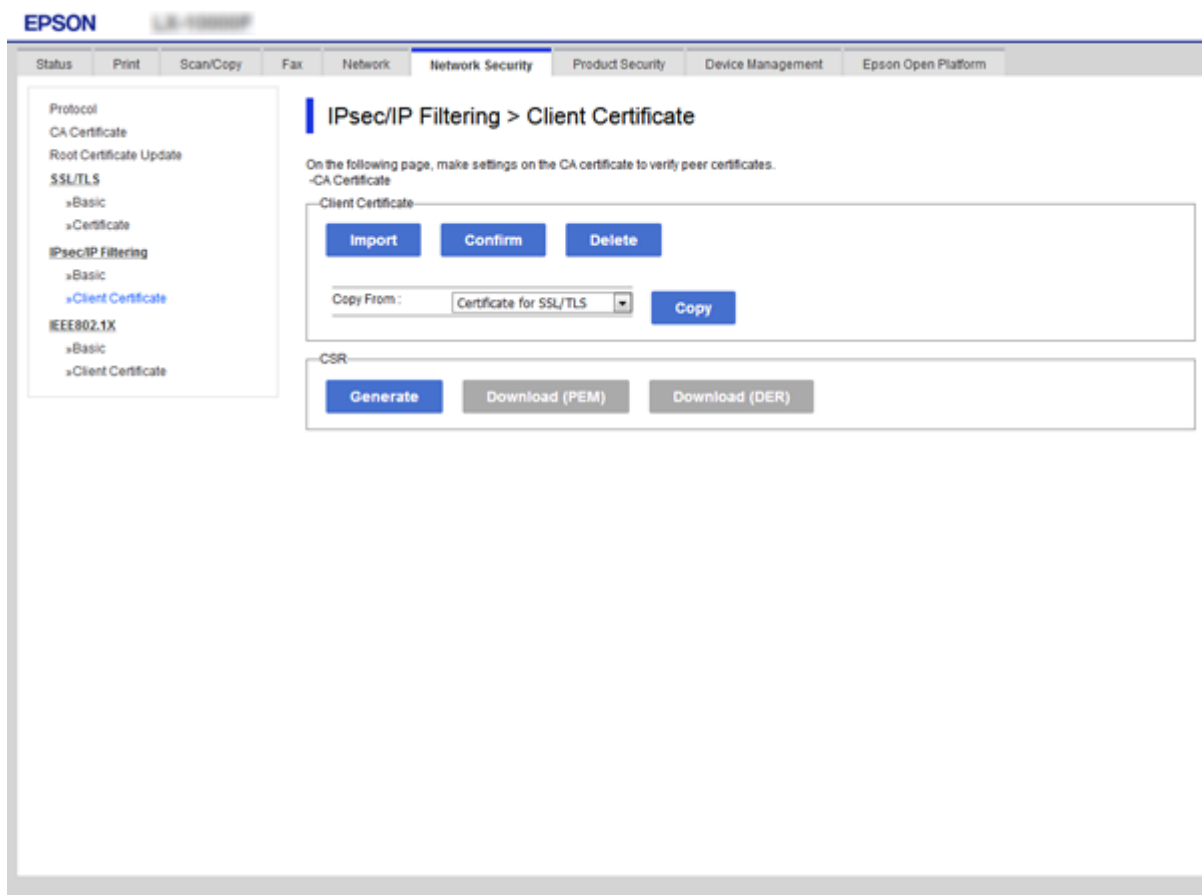 EPSON
Status Print Scan/Copy Fax Network Network Security Product Security Device Management Epson Open Platform
Protocol
CA Certificate
Root Certificate Update
SSL/TLS
»Basic
»Certificate
IPsec/IP Filtering
»Basic
»Client Certificate
IEEE802.1X
»Basic
»Client Certificate
IPsec/IP Filtering > Client Certificate
On the following page, make settings on the CA certificate to verify peer certificates.
-CA Certificate
Client Certificate
Import Confirm Delete
Copy From : Certificate for SSL/TLS Copy
CSR
Generate Download (PEM) Download (DER)